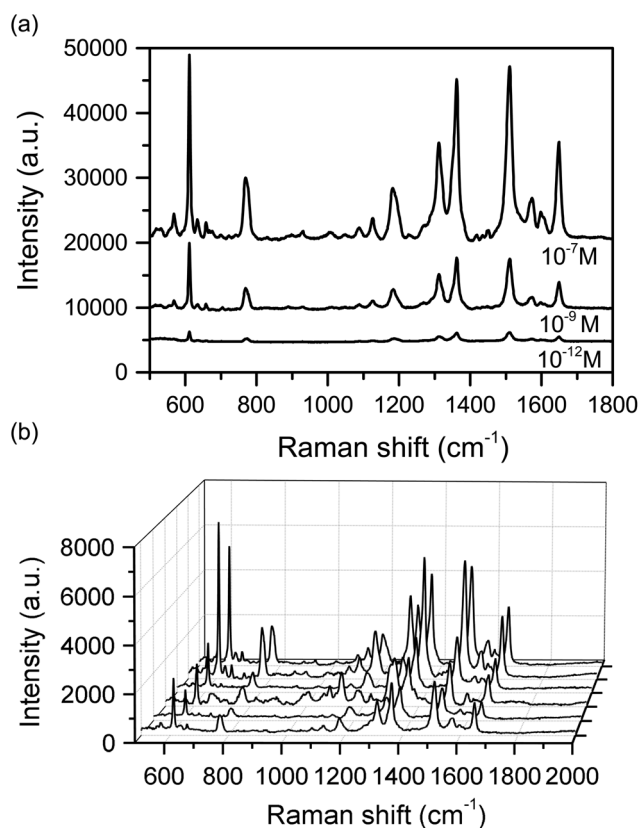 (a)
50000
40000
30000
20000
10000
0
Intensity (a.u.)
10⁻⁷M
10⁻⁹ M
10⁻¹²M
600 800 1000 1200 1400 1600 1800
Raman shift (cm⁻¹)
(b)
8000
6000
4000
2000
0
Intensity (a.u.)
600 800 1000 1200 1400 1600 1800 2000
Raman shift (cm⁻¹)